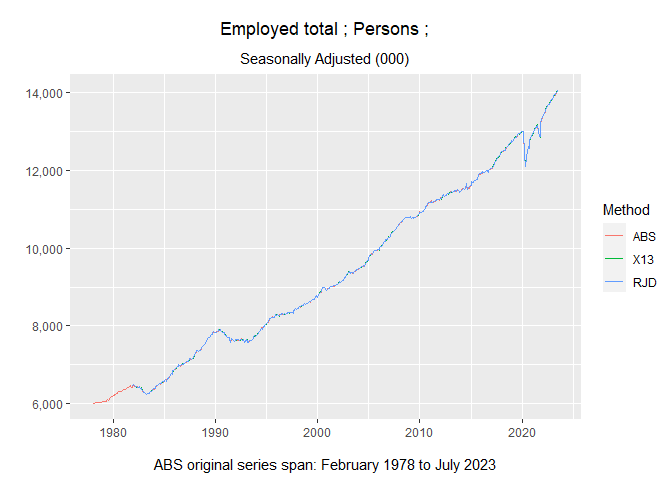 Employed total ; Persons ;
Seasonally Adjusted (000)
14,000
12,000
10,000
8,000
6,000
1980
1990
2000
2010
2020
Method
ABS
X13
RJD
ABS original series span: February 1978 to July 2023